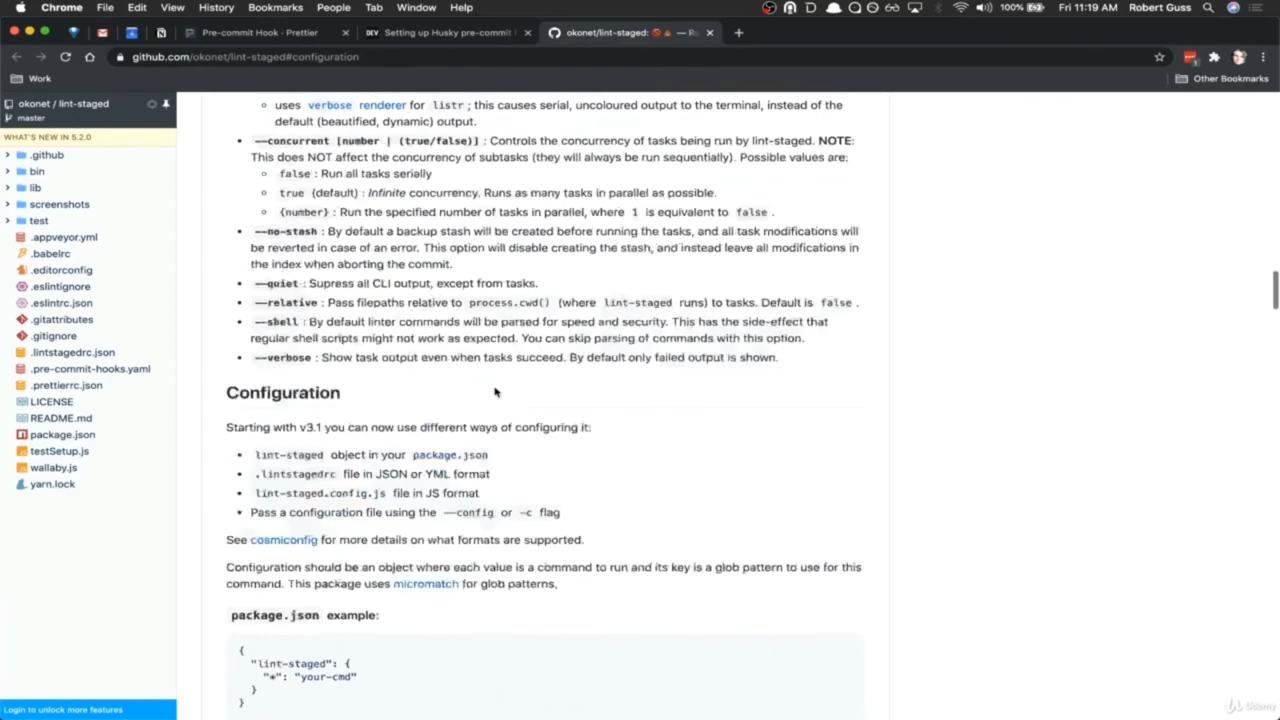 Chrome File Edit View History Bookmarks People Tab Window Help 100% Fri 11:19 AM Robert Guss
Pre-commit Hook - Prettier Setting up Husky pre-commit okonet/lint-staged:
github.com/okonet/lint-staged#configuration
Work Other Bookmarks
okonet / lint-staged
master
WHAT'S NEW IN 5.2.0
.github
bin
lib
screenshots
test
.appveyor.yml
.babelrc
.editorconfig
.eslintignore
.eslintrc.json
.gitattributes
.gitignore
.lintstagedrc.json
.pre-commit-hooks.yaml
.prettierrc.json
LICENSE
README.md
package.json
testSetup.js
wallaby.js
yarn.lock
Login to unlock more features
uses verbose renderer for listr; this causes serial, uncoloured output to the terminal, instead of the
default (beautified, dynamic) output.
--concurrent [number | (true/false)] : Controls the concurrency of tasks being run by lint-staged. NOTE:
This does NOT affect the concurrency of subtasks (they will always be run sequentially). Possible values are:
false : Run all tasks serially
true (default) : Infinite concurrency. Runs as many tasks in parallel as possible.
{number} : Run the specified number of tasks in parallel, where 1 is equivalent to false .
--no-stash : By default a backup stash will be created before running the tasks, and all task modifications will
be reverted in case of an error. This option will disable creating the stash, and instead leave all modifications in
the index when aborting the commit.
--quiet : Supress all CLI output, except from tasks.
--relative : Pass filepaths relative to process.cwd() (where lint-staged runs) to tasks. Default is false .
--shell : By default linter commands will be parsed for speed and security. This has the side-effect that
regular shell scripts might not work as expected. You can skip parsing of commands with this option.
--verbose : Show task output even when tasks succeed. By default only failed output is shown.
Configuration
Starting with v3.1 you can now use different ways of configuring it:
lint-staged object in your package.json
.lintstagedrc file in JSON or YML format
lint-staged.config.js file in JS format
Pass a configuration file using the --config or -c flag
See cosmiconfig for more details on what formats are supported.
Configuration should be an object where each value is a command to run and its key is a glob pattern to use for this
command. This package uses micromatch for glob patterns.
package.json example:
{
"lint-staged": {
"*": "your-cmd"
}
}
Udemy